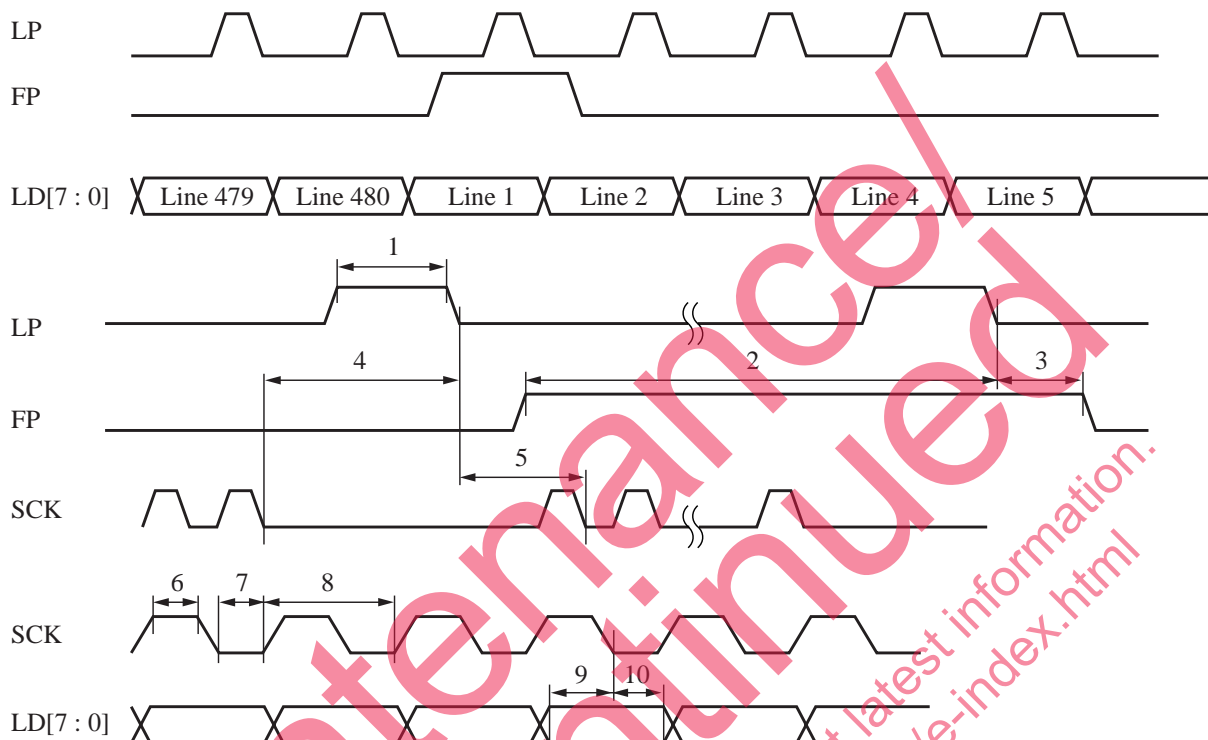 LP
FP
LD[7 : 0] Line 479 Line 480 Line 1 Line 2 Line 3 Line 4 Line 5
1
LP
4 2 3
FP
5
SCK
6 7 8
SCK
9 10
LD[7 : 0]
tenance/
tinued
t latest information.
/e-index.html